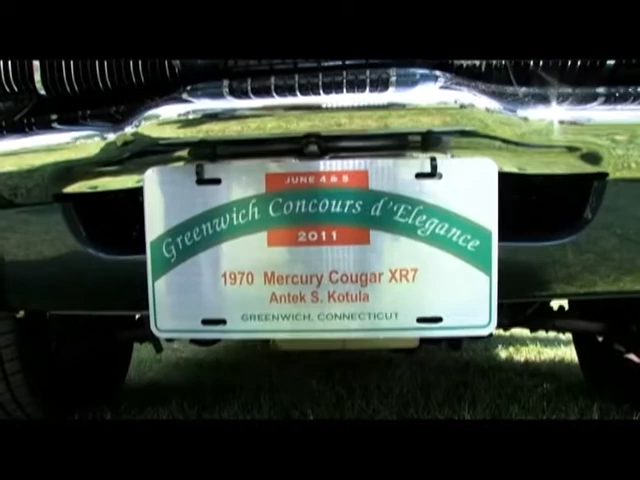 JUNE 4 & 5
Greenwich Concours d'Elegance
2011
1970 Mercury Cougar XR7
Antek S. Kotula
GREENWICH, CONNECTICUT